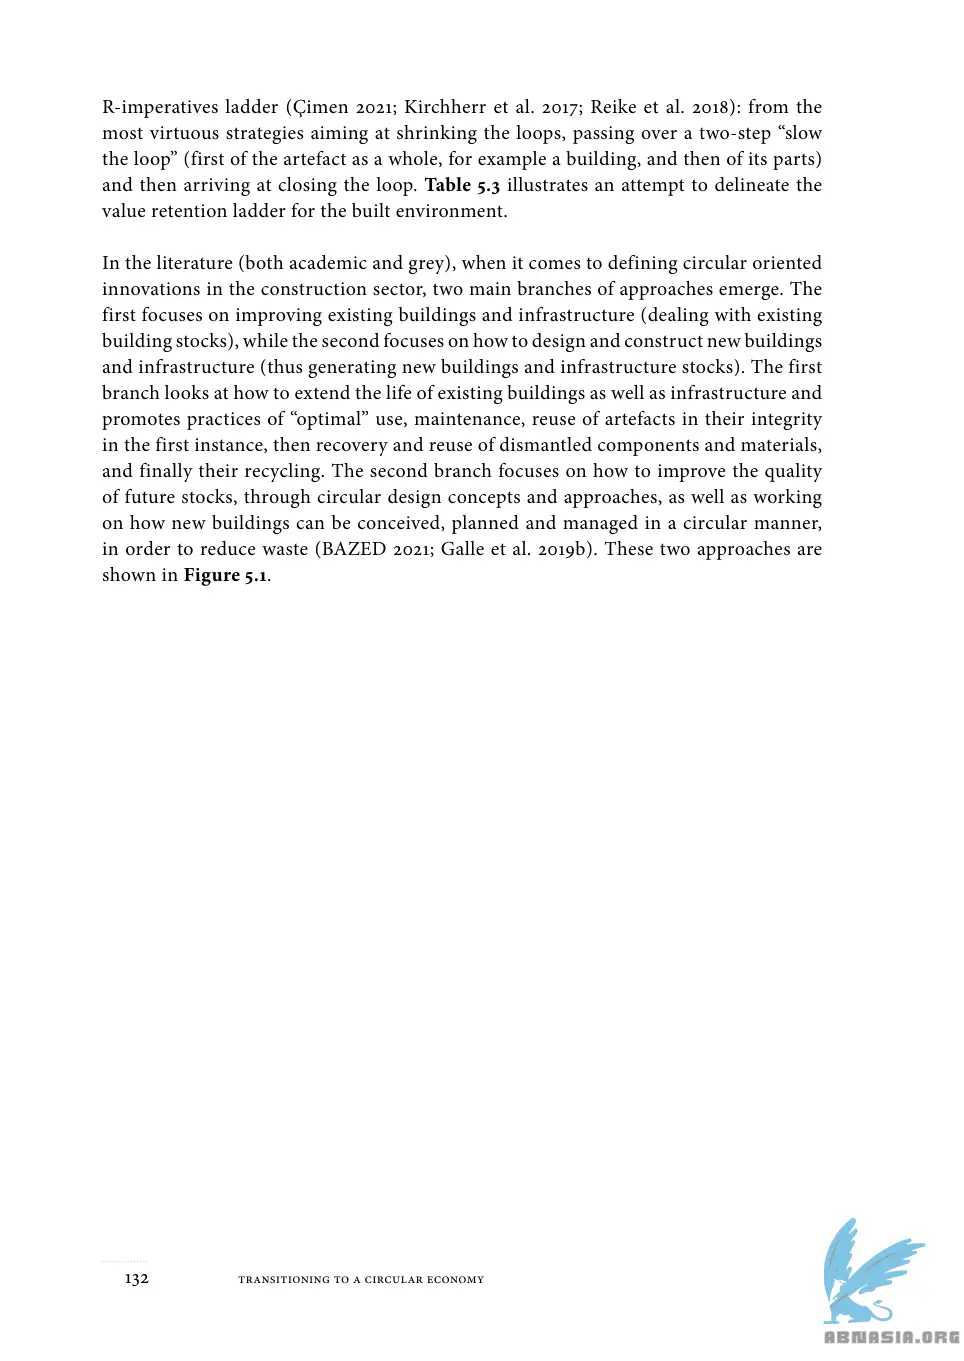 R-imperatives ladder (Çimen 2021; Kirchherr et al. 2017; Reike et al. 2018): from the
most virtuous strategies aiming at shrinking the loops, passing over a two-step “slow
the loop” (first of the artefact as a whole, for example a building, and then of its parts)
and then arriving at closing the loop. Table 5.3 illustrates an attempt to delineate the
value retention ladder for the built environment.
In the literature (both academic and grey), when it comes to defining circular oriented
innovations in the construction sector, two main branches of approaches emerge. The
first focuses on improving existing buildings and infrastructure (dealing with existing
building stocks), while the second focuses on how to design and construct new buildings
and infrastructure (thus generating new buildings and infrastructure stocks). The first
branch looks at how to extend the life of existing buildings as well as infrastructure and
promotes practices of “optimal” use, maintenance, reuse of artefacts in their integrity
in the first instance, then recovery and reuse of dismantled components and materials,
and finally their recycling. The second branch focuses on how to improve the quality
of future stocks, through circular design concepts and approaches, as well as working
on how new buildings can be conceived, planned and managed in a circular manner,
in order to reduce waste (BAZED 2021; Galle et al. 2019b). These two approaches are
shown in Figure 5.1.
132 TRANSITIONING TO A CIRCULAR ECONOMY
ABNASIA.ORG